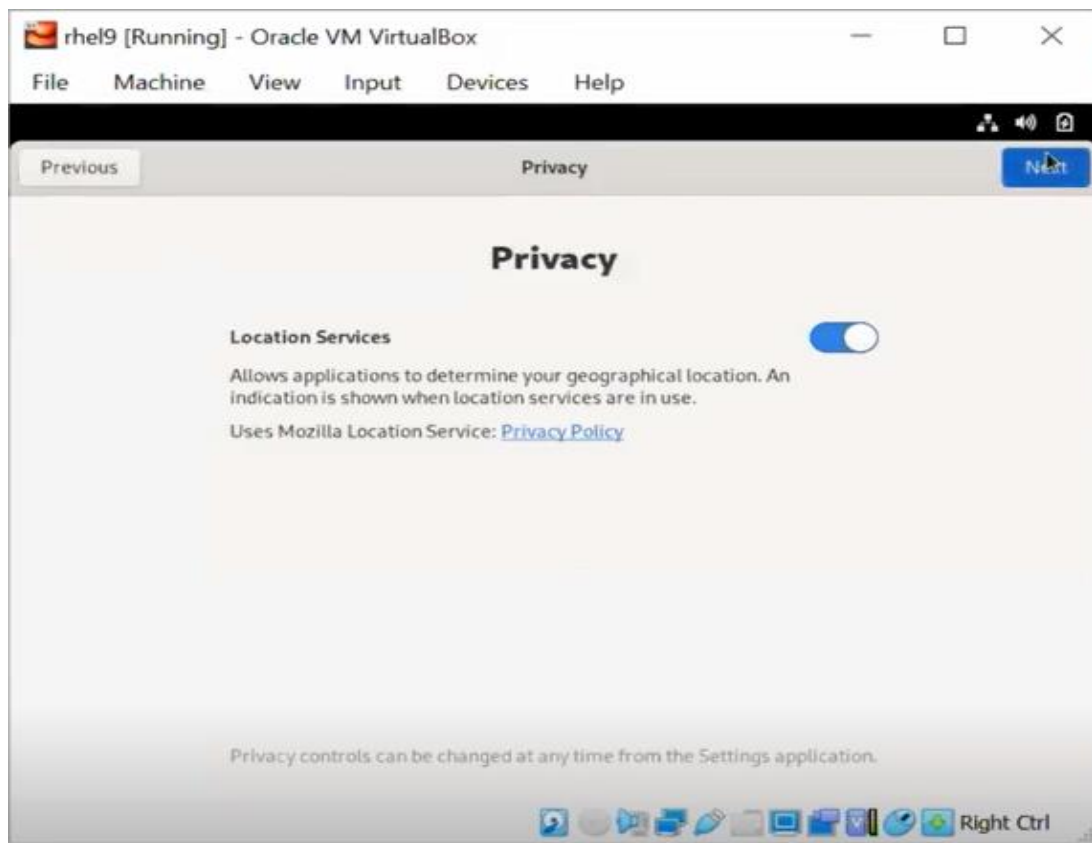 rhel9 [Running] - Oracle VM VirtualBox
File Machine View Input Devices Help
Previous Privacy Next
Privacy
Location Services
Allows applications to determine your geographical location. An
indication is shown when location services are in use.
Uses Mozilla Location Service: Privacy Policy
Privacy controls can be changed at any time from the Settings application.
Right Ctrl